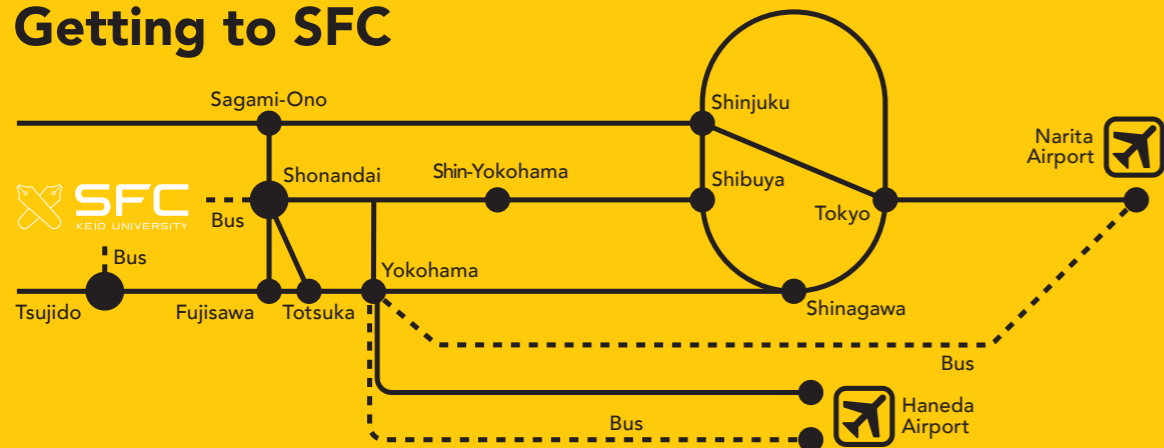 Getting to SFC
Sagami-Ono
Shinjuku
Narita
Airport
Shonandai
Shin-Yokohama
Shibuya
Tokyo
SFC
KEIO UNIVERSITY
Bus
Bus
Yokohama
Tsujido
Fujisawa
Totsuka
Shinagawa
Bus
Haneda
Airport
Bus